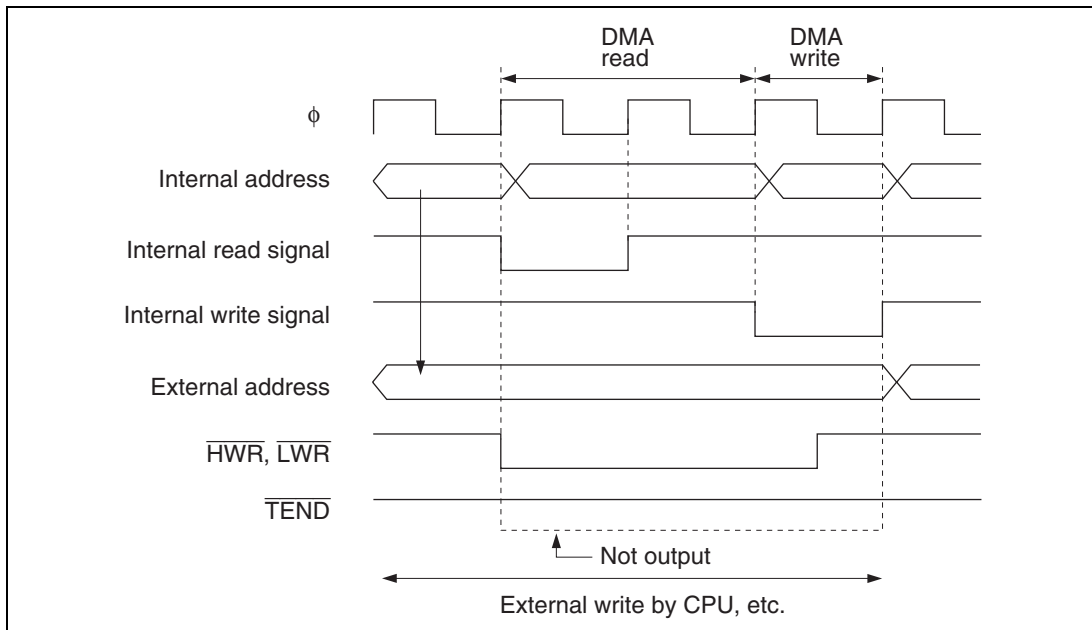 DMA read
DMA write
ϕ
Internal address
Internal read signal
Internal write signal
External address
HWR, LWR
TEND
Not output
External write by CPU, etc.